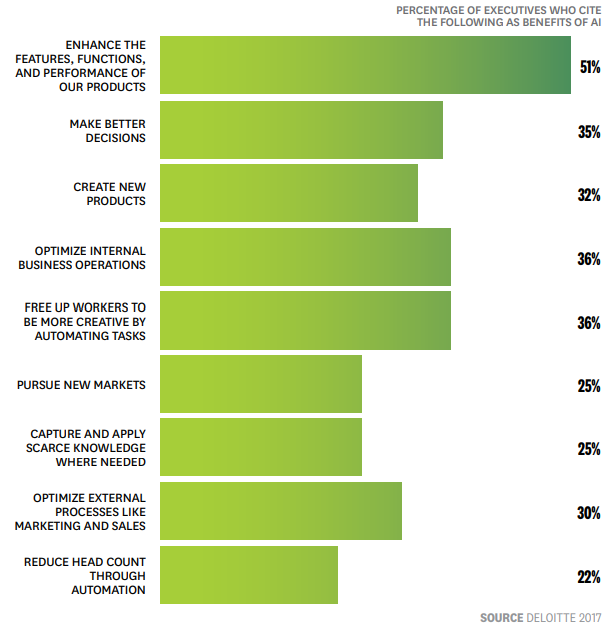 PERCENTAGE OF EXECUTIVES WHO CITE
THE FOLLOWING AS BENEFITS OF AI
ENHANCE THE
FEATURES, FUNCTIONS,
AND PERFORMANCE OF
OUR PRODUCTS
51%
MAKE BETTER
DECISIONS
35%
CREATE NEW
PRODUCTS
32%
OPTIMIZE INTERNAL
BUSINESS OPERATIONS
36%
FREE UP WORKERS TO
BE MORE CREATIVE BY
AUTOMATING TASKS
36%
PURSUE NEW MARKETS
25%
CAPTURE AND APPLY
SCARCE KNOWLEDGE
WHERE NEEDED
25%
OPTIMIZE EXTERNAL
PROCESSES LIKE
MARKETING AND SALES
30%
REDUCE HEAD COUNT
THROUGH
AUTOMATION
22%
SOURCE DELOITTE 2017